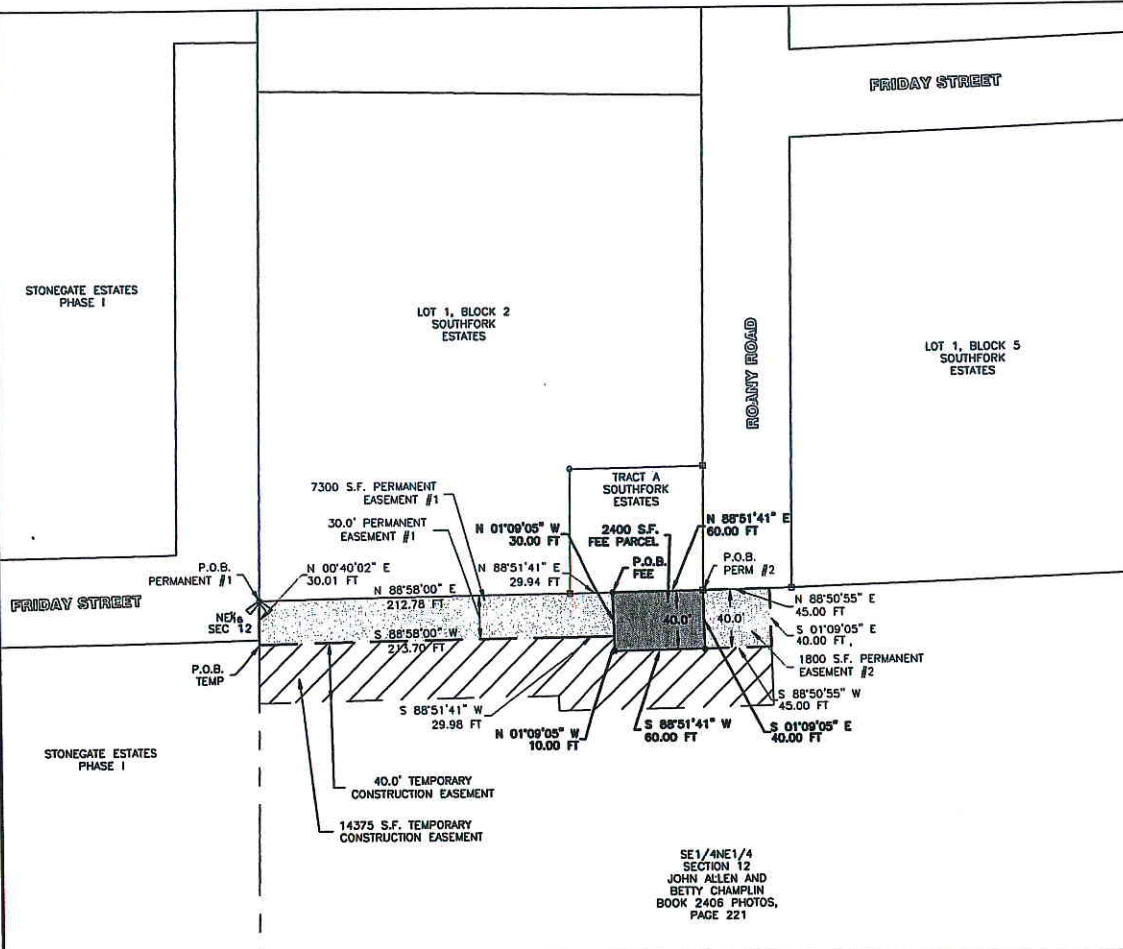 FRIDAY STREET
STONEGATE ESTATES
PHASE I
LOT 1, BLOCK 2
SOUTHFORK
ESTATES
ROANY ROAD
LOT 1, BLOCK 5
SOUTHFORK
ESTATES
TRACT A
SOUTHFORK
ESTATES
7300 S.F. PERMANENT
EASEMENT #1
30.0' PERMANENT
EASEMENT #1
N 01°09'05" W
30.00 FT
2400 S.F.
FEE PARCEL
N 88°51'41" E
60.00 FT
P.O.B.
PERMANENT #1
N 00°40'02" E
30.01 FT
N 88°58'00" E
212.78 FT
N 88°51'41" E
29.94 FT
P.O.B.
FEE
P.O.B.
PERM #2
FRIDAY STREET
SEC 12
40.0'
40.0'
N 88°50'55" E
45.00 FT
S 01°09'05" E
40.00 FT
S 88°58'00" W
213.70 FT
1800 S.F. PERMANENT
EASEMENT #2
P.O.B.
TEMP
S 88°50'55" W
45.00 FT
S 88°51'41" W
29.98 FT
N 01°09'05" W
10.00 FT
S 88°51'41" W
60.00 FT
S 01°09'05" E
40.00 FT
STONEGATE ESTATES
PHASE I
40.0' TEMPORARY
CONSTRUCTION EASEMENT
14375 S.F. TEMPORARY
CONSTRUCTION EASEMENT
SE1/4NE1/4
SECTION 12
JOHN ALLEN AND
BETTY CHAMPLIN
BOOK 2406 PHOTOS,
PAGE 221